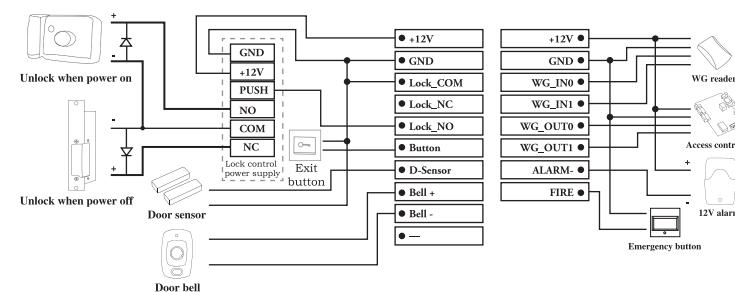 +
-
Unlock when power on
-
+
Unlock when power off
GND
+12V
PUSH
NO
COM
NC
Lock control
power supply
Exit
button
Door sensor
Door bell
+12V
GND
Lock_COM
Lock_NC
Lock_NO
Button
D-Sensor
Bell +
Bell -
—
+12V
GND
WG_IN0
WG_IN1
WG_OUT0
WG_OUT1
ALARM-
FIRE
WG reader
Access contr
+
-
12V alarm
Emergency button